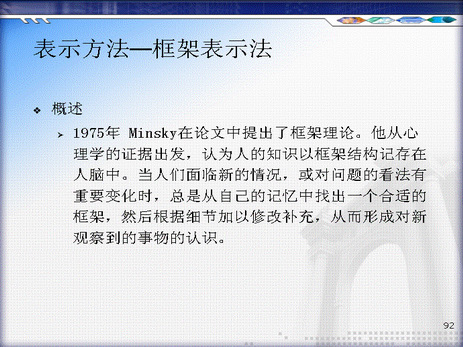 表示方法—框架表示法
概述
1975年 Minsky在论文中提出了框架理论。他从心
理学的证据出发，认为人的知识以框架结构记存在
人脑中。当人们面临新的情况，或对问题的看法有
重要变化时，总是从自己的记忆中找出一个合适的
框架，然后根据细节加以修改补充，从而形成对新
观察到的事物的认识。
92